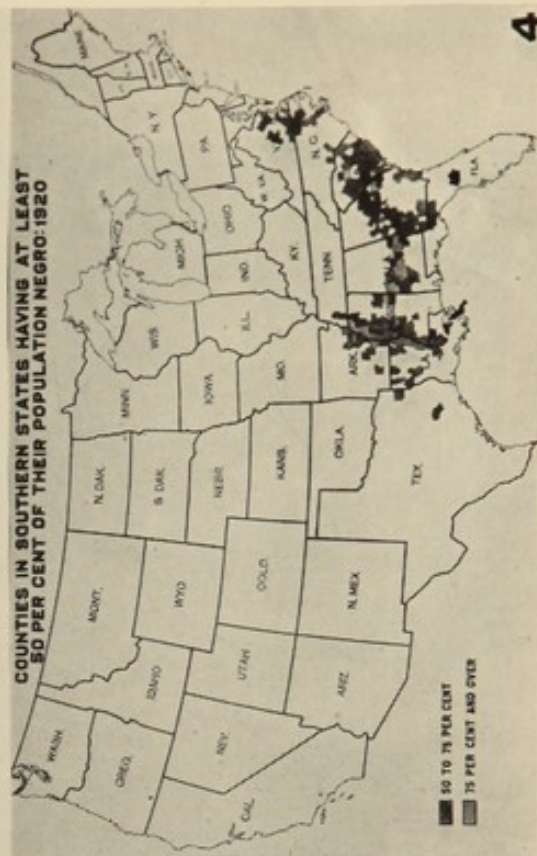 COUNTIES IN SOUTHERN STATES HAVING AT LEAST
50 PER CENT OF THEIR POPULATION NEGRO: 1920
WASH.
OREG.
CAL.
NEV.
IDAHO
MONT.
WYO.
UTAH
ARIZ.
COLO.
N. MEX.
N. DAK.
S. DAK.
NEBR.
KANS.
OKLA.
TEX.
MINN.
IOWA
MO.
ARK.
WIS.
ILL.
MICH.
IND.
OHIO
KY.
TENN.
W. VA.
PA.
N.Y.
MAINE
N. C.
FLA.
50 TO 75 PER CENT
75 PER CENT AND OVER
4